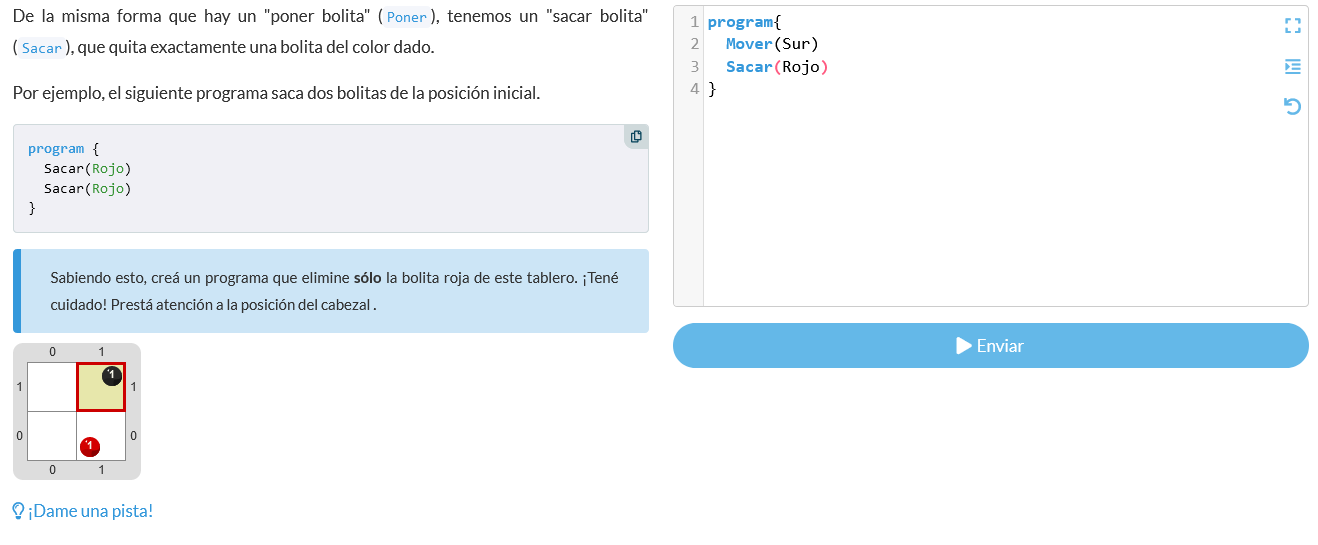 De la misma forma que hay un "poner bolita" ( Poner ), tenemos un "sacar bolita"
( Sacar ), que quita exactamente una bolita del color dado.
Por ejemplo, el siguiente programa saca dos bolitas de la posición inicial.
program {
  Sacar(Rojo)
  Sacar(Rojo)
}
Sabiendo esto, creá un programa que elimine sólo la bolita roja de este tablero. ¡Tené
cuidado! Prestá atención a la posición del cabezal .
0 1
1 1 1
0 1 0
0 1
¡Dame una pista!
1 program{
2   Mover(Sur)
3   Sacar(Rojo)
4 }
Enviar